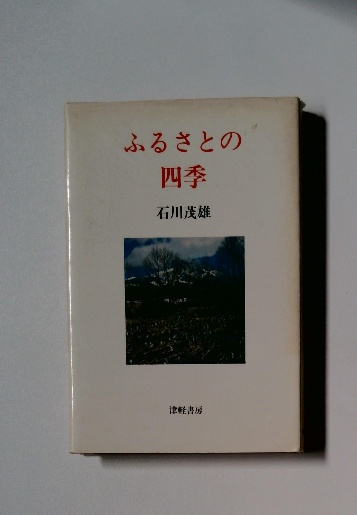 ふるさとの
四季
石川茂雄
津軽書房